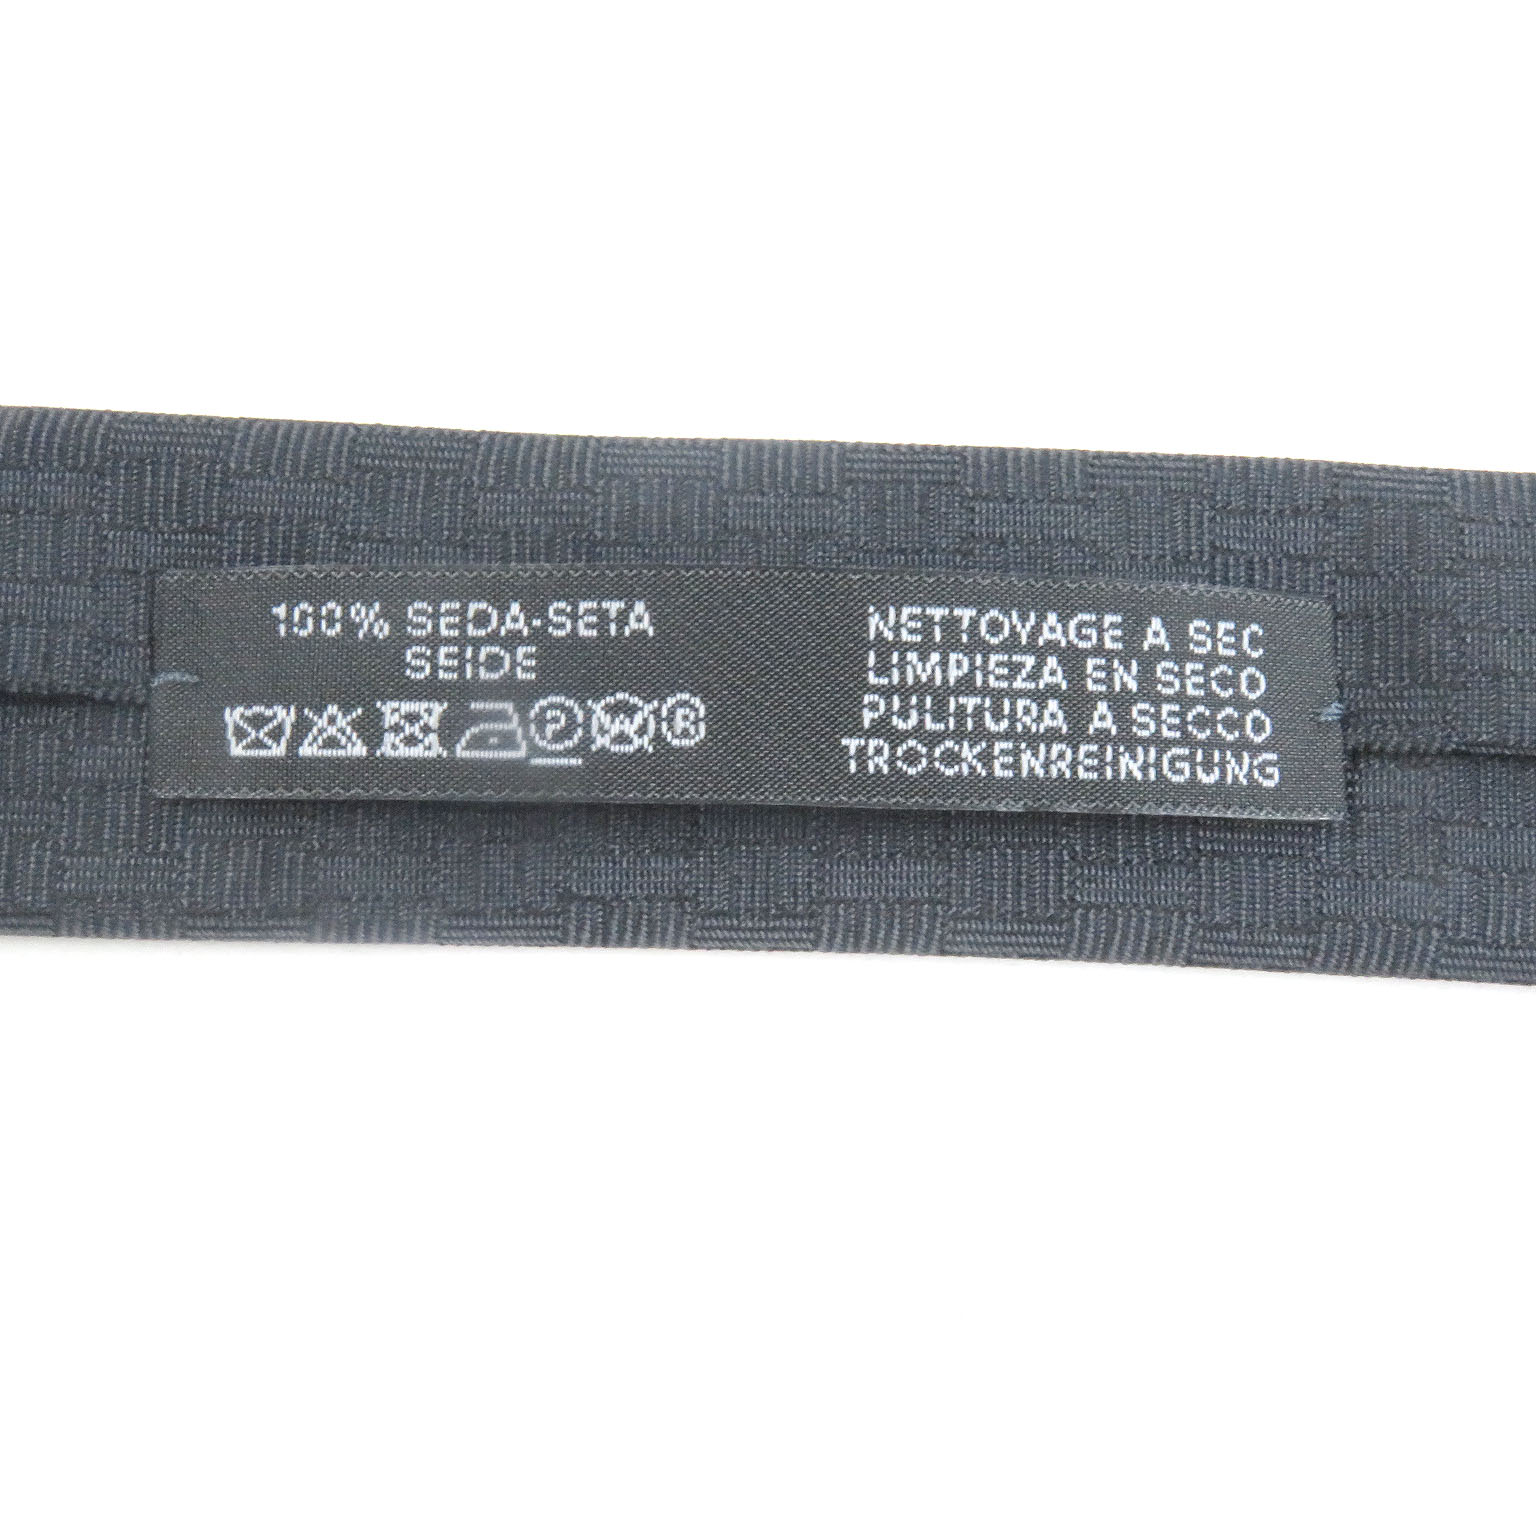 100% SEDA-SETA
SEIDE
P W R
NETTOYAGE A SEC
LIMPIEZA EN SECO
PULITURA A SECCO
TROCKENREINIGUNG